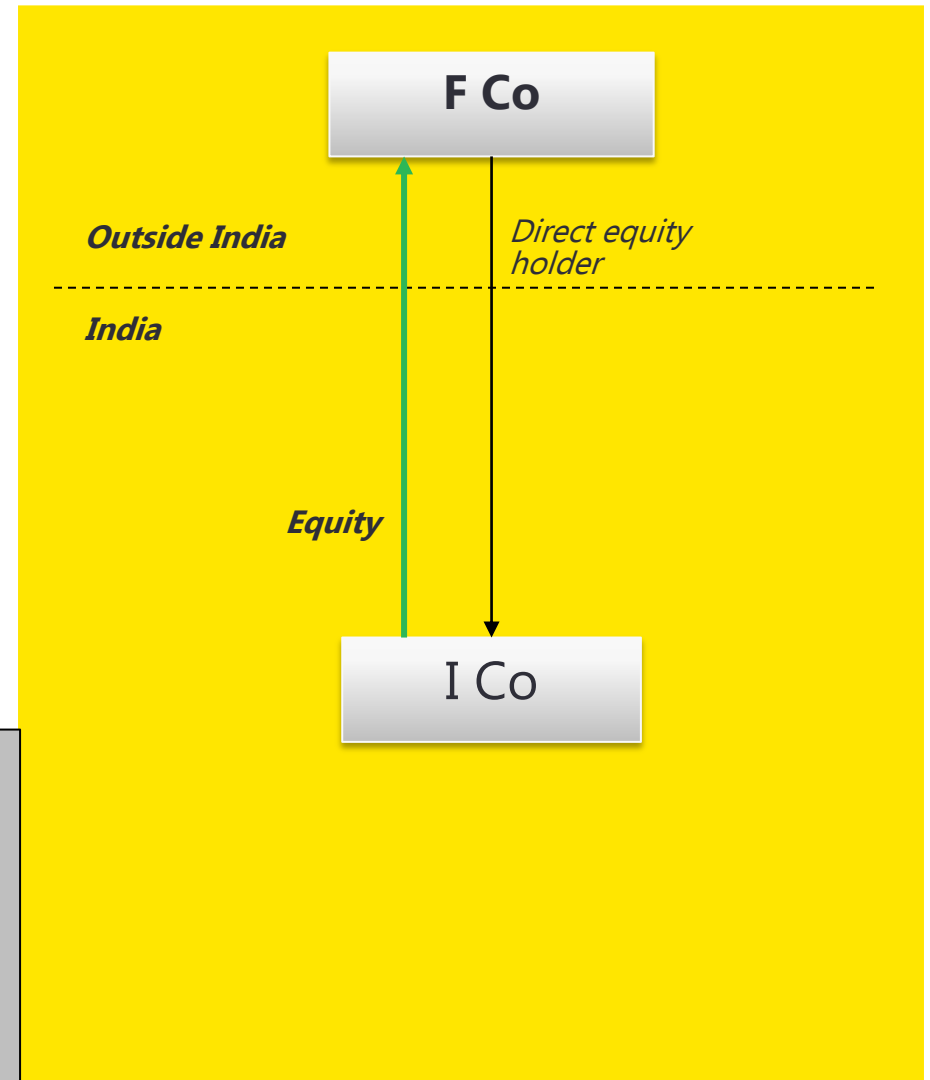 F Co
Outside India
Direct equity
holder
India
Equity
I Co